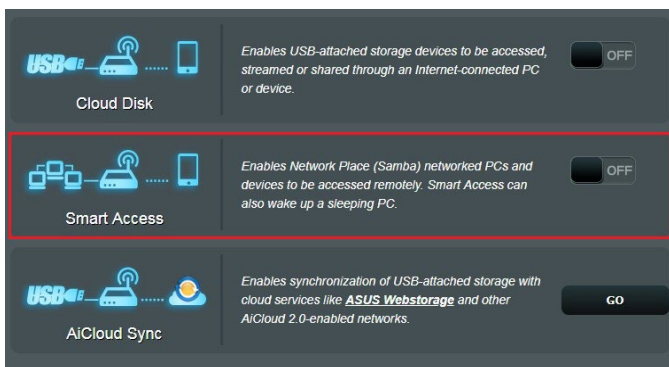 USB
Cloud Disk
Enables USB-attached storage devices to be accessed,
streamed or shared through an Internet-connected PC
or device.
OFF
Smart Access
Enables Network Place (Samba) networked PCs and
devices to be accessed remotely. Smart Access can
also wake up a sleeping PC.
OFF
USB
AiCloud Sync
Enables synchronization of USB-attached storage with
cloud services like ASUS Webstorage and other
AiCloud 2.0-enabled networks.
GO